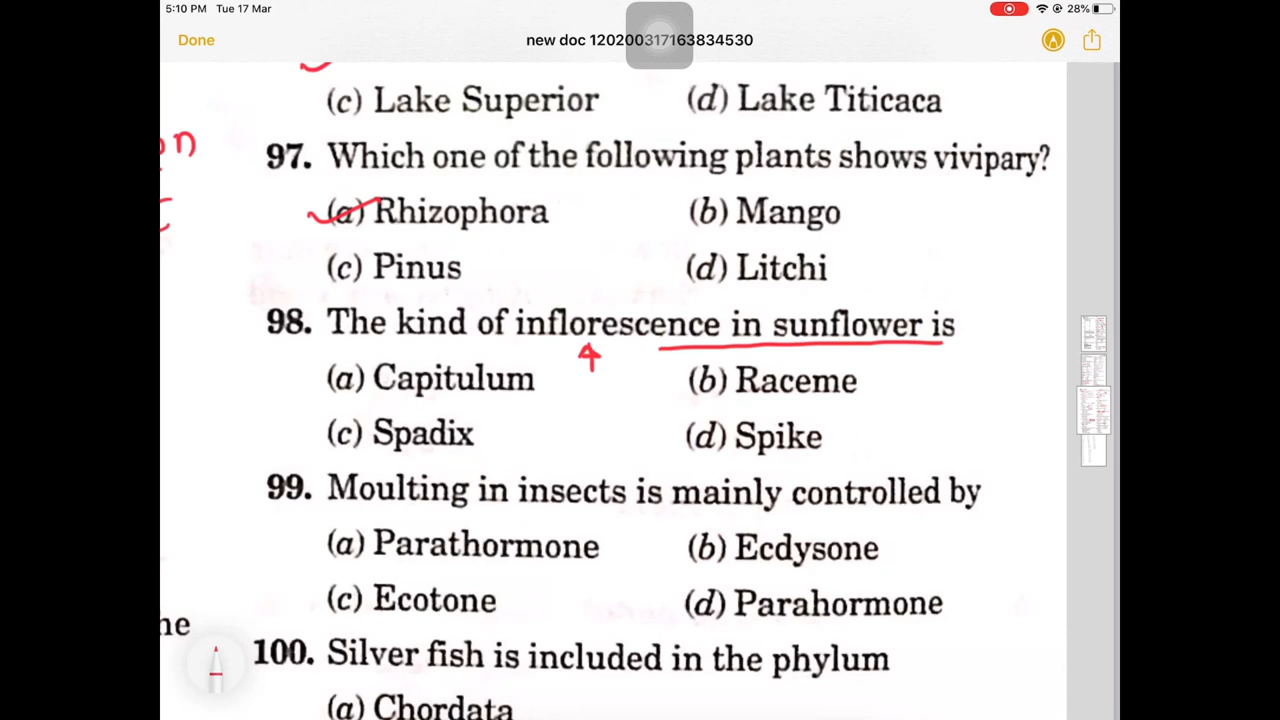 5:10 PM Tue 17 Mar
28%
Done
new doc 120200317163834530
(c) Lake Superior (d) Lake Titicaca
on
97. Which one of the following plants shows vivipary?
(a) Rhizophora (b) Mango
(c) Pinus (d) Litchi
98. The kind of inflorescence in sunflower is
(a) Capitulum (b) Raceme
(c) Spadix (d) Spike
99. Moulting in insects is mainly controlled by
(a) Parathormone (b) Ecdysone
(c) Ecotone (d) Parahormone
ne
100. Silver fish is included in the phylum
(a) Chordata